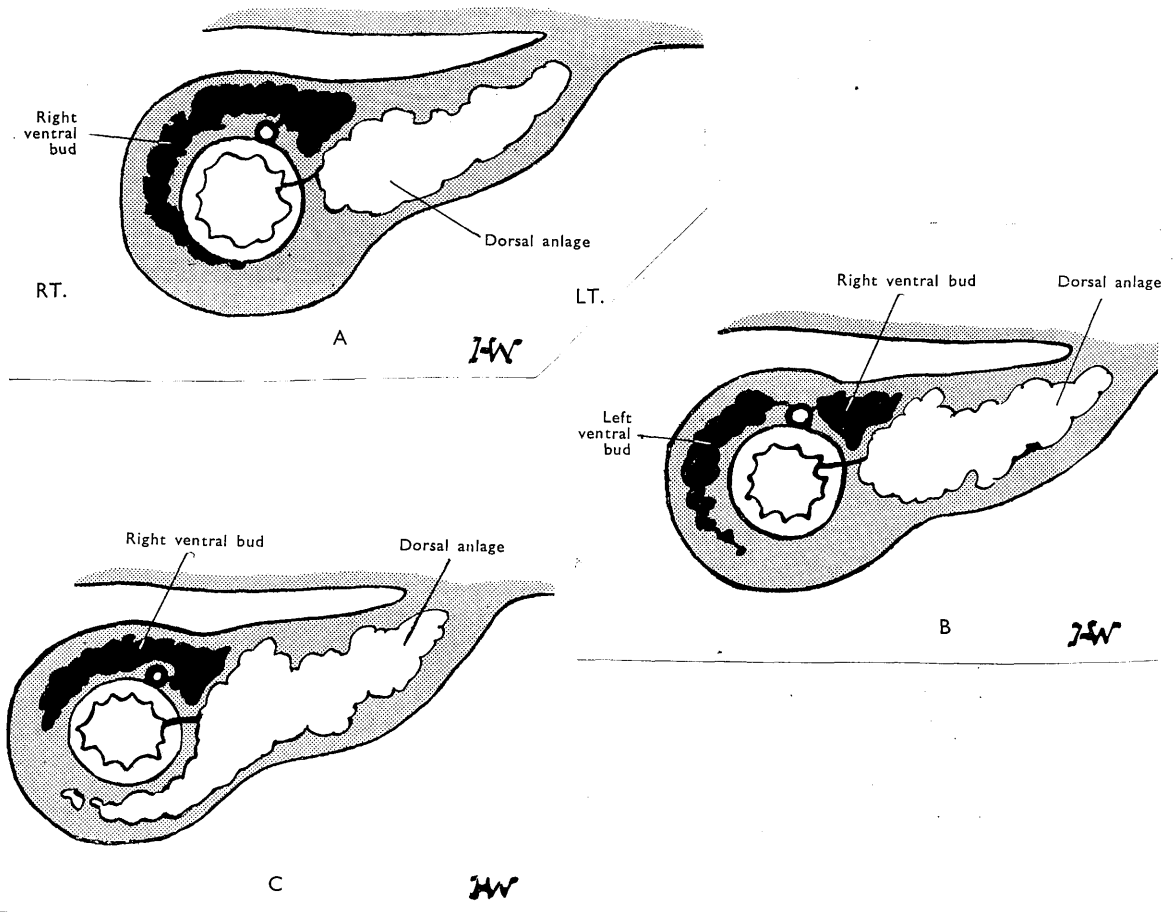 Right
ventral
bud
Dorsal anlage
RT.
LT.
A
Right ventral bud
Dorsal anlage
Left
ventral
bud
B
Right ventral bud
Dorsal anlage
C